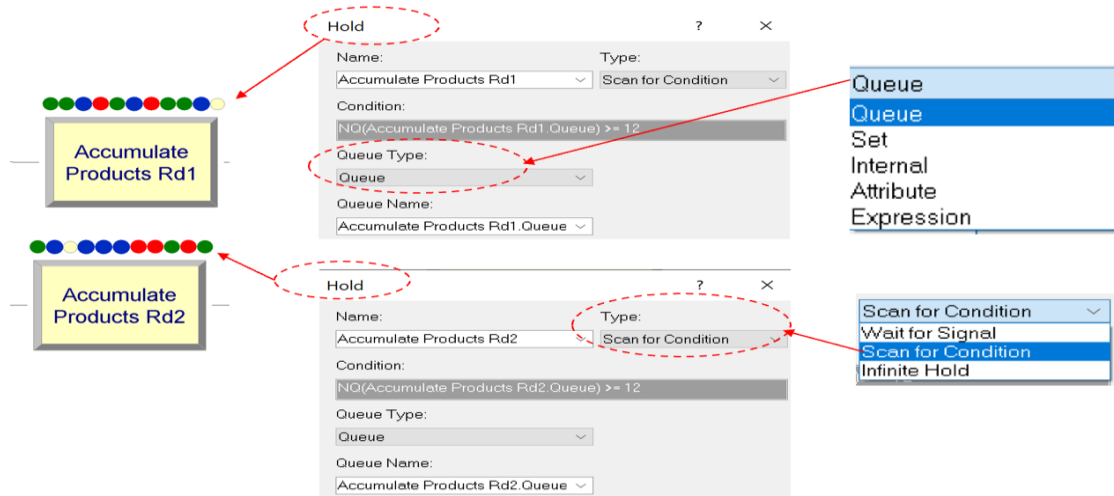 Hold ? ×
Name: Type:
Accumulate Products Rd1 Scan for Condition
Condition:
NQ(Accumulate Products Rd1.Queue) >= 12
Queue Type:
Queue
Queue Name:
Accumulate Products Rd1.Queue
Accumulate
Products Rd1
Queue
Queue
Set
Internal
Attribute
Expression
Accumulate
Products Rd2
Hold ? ×
Name: Type:
Accumulate Products Rd2 Scan for Condition
Condition:
NQ(Accumulate Products Rd2.Queue) >= 12
Queue Type:
Queue
Queue Name:
Accumulate Products Rd2.Queue
Scan for Condition
Wait for Signal
Scan for Condition
Infinite Hold